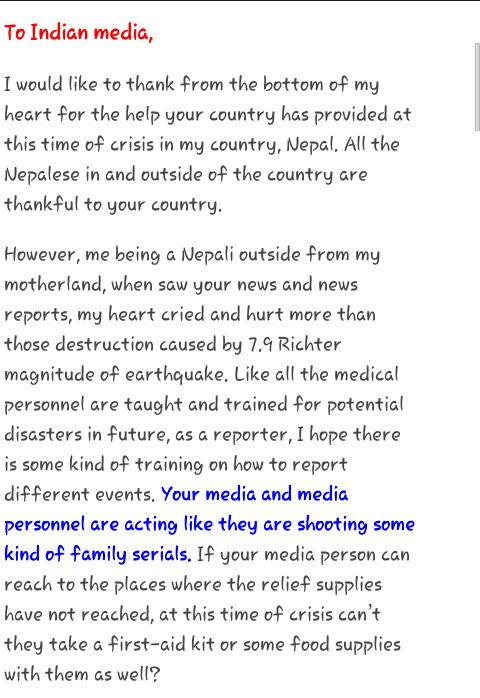 To Indian media,
I would like to thank from the bottom of my
heart for the help your country has provided at
this time of crisis in my country, Nepal. All the
Nepalese in and outside of the country are
thankful to your country.
However, me being a Nepali outside from my
motherland, when saw your news and news
reports, my heart cried and hurt more than
those destruction caused by 7.9 Richter
magnitude of earthquake. Like all the medical
personnel are taught and trained for potential
disasters in future, as a reporter, I hope there
is some kind of training on how to report
different events. Your media and media
personnel are acting like they are shooting some
kind of family serials. If your media person can
reach to the places where the relief supplies
have not reached, at this time of crisis can't
they take a first-aid kit or some food supplies
with them as well?